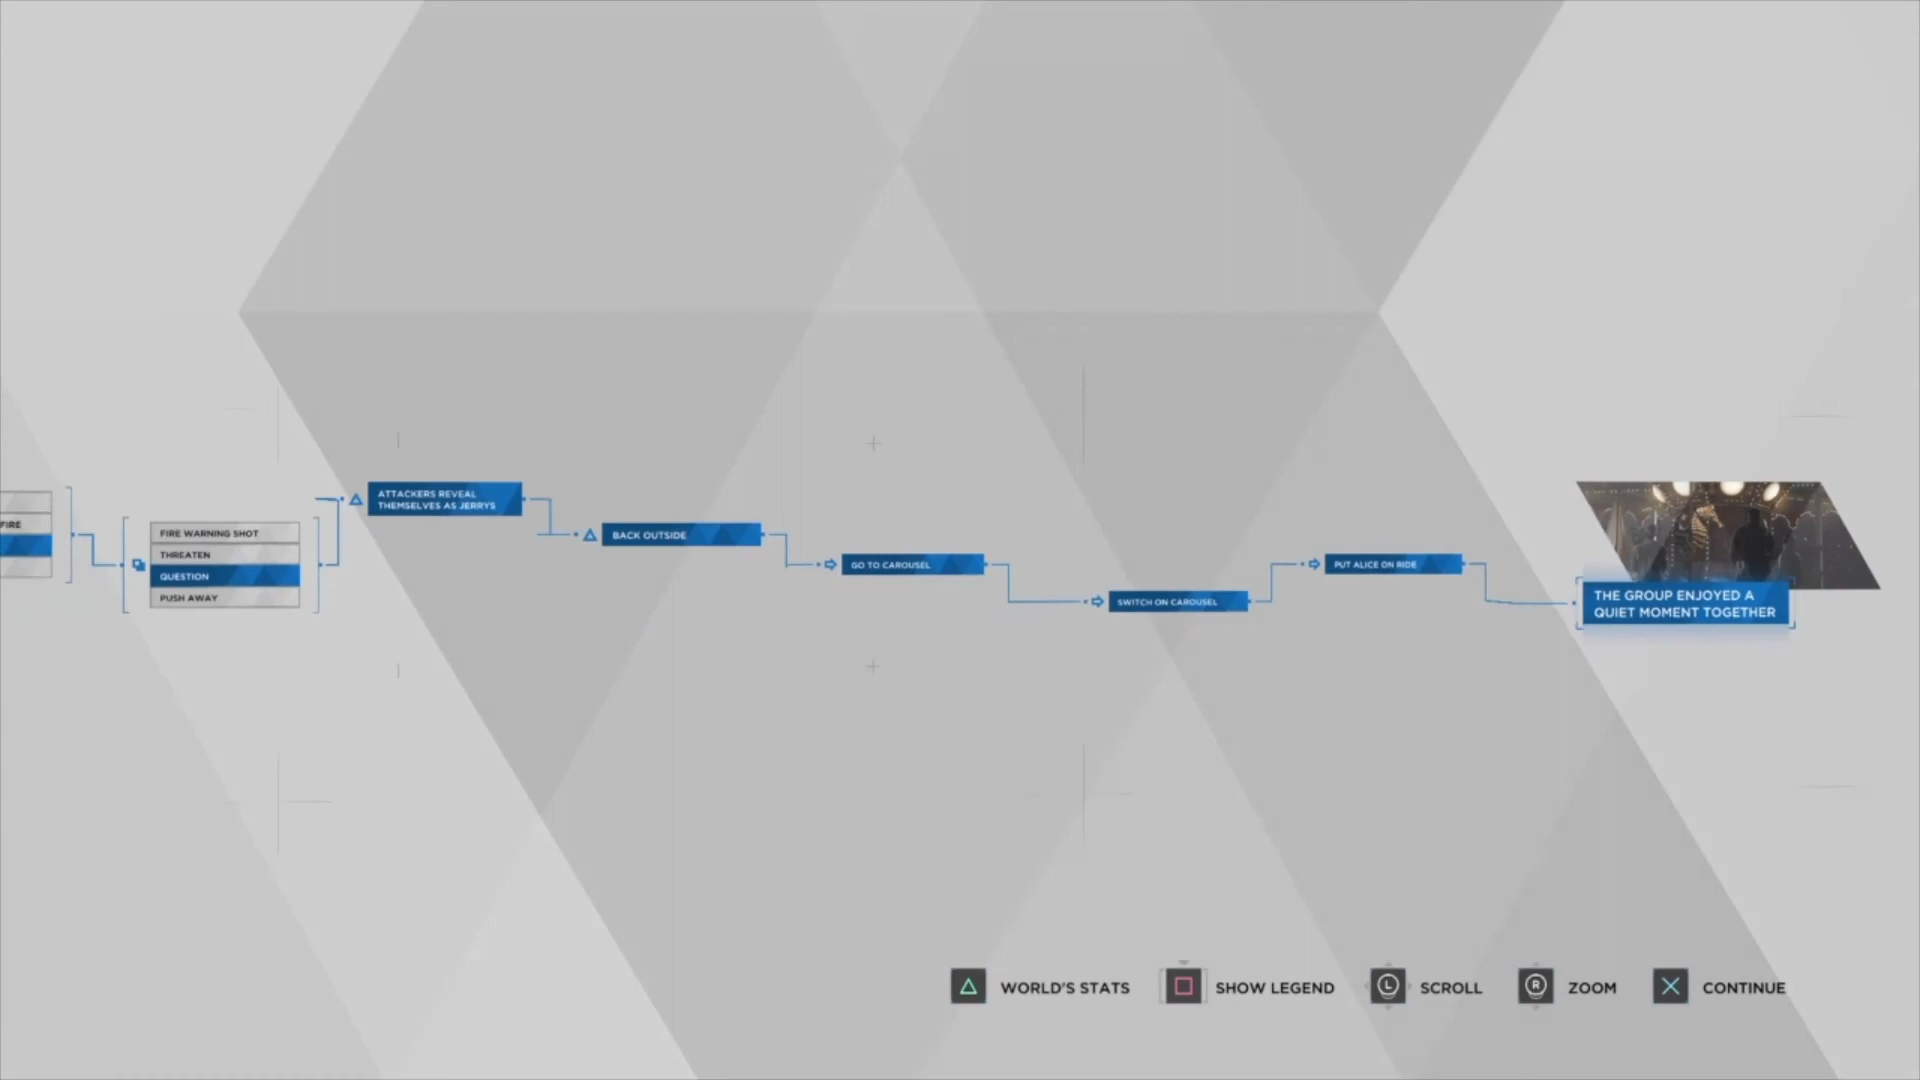 FIRE
FIRE WARNING SHOT
THREATEN
QUESTION
PUSH AWAY
ATTACKERS REVEAL
THEMSELVES AS JERRYS
BACK OUTSIDE
GO TO CAROUSEL
SWITCH ON CAROUSEL
PUT ALICE ON RIDE
THE GROUP ENJOYED A
QUIET MOMENT TOGETHER
WORLD'S STATS
SHOW LEGEND
L SCROLL
R ZOOM
CONTINUE